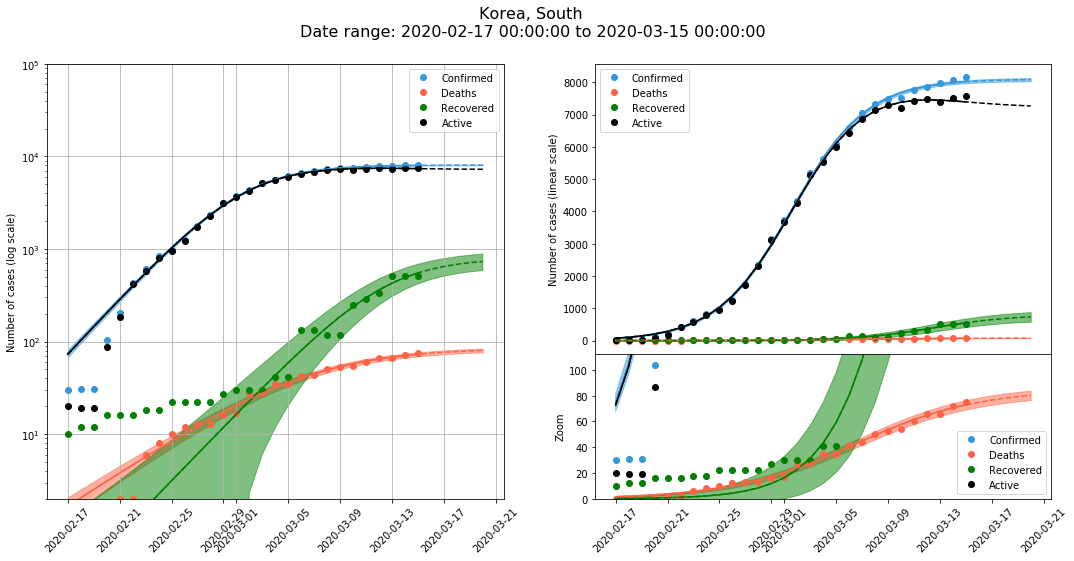 Korea, South
Date range: 2020-02-17 00:00:00 to 2020-03-15 00:00:00
Number of cases (log scale)
10^5
10^4
10^3
10^2
10^1
Confirmed
Deaths
Recovered
Active
2020-02-17
2020-02-21
2020-02-25
2020-02-29
2020-03-01
2020-03-05
2020-03-09
2020-03-13
2020-03-17
2020-03-21
Number of cases (linear scale)
8000
7000
6000
5000
4000
3000
2000
1000
0
Confirmed
Deaths
Recovered
Active
Zoom
100
80
60
40
20
0
Confirmed
Deaths
Recovered
Active
2020-02-17
2020-02-21
2020-02-25
2020-02-29
2020-03-01
2020-03-05
2020-03-09
2020-03-13
2020-03-17
2020-03-21